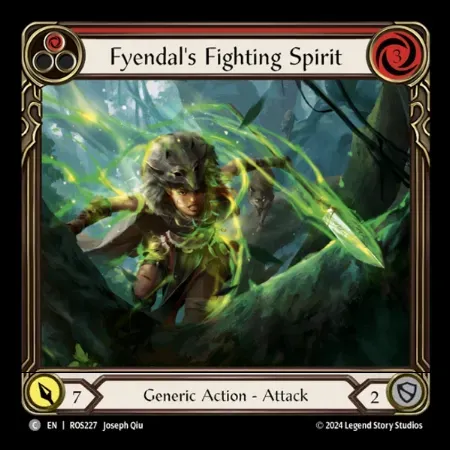 Fyendal's Fighting Spirit
3
7
Generic Action - Attack
2
C EN | ROS227 Joseph Qiu
© 2024 Legend Story Studios